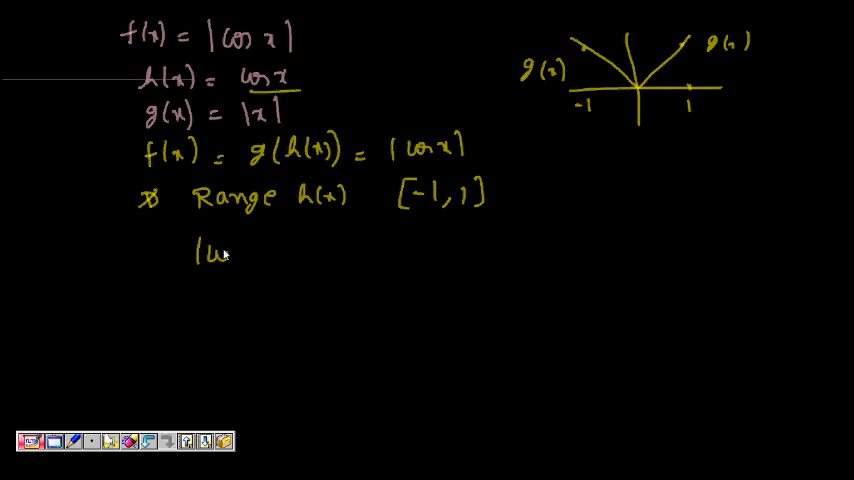 f(x) = |cos x|
h(x) = cos x
g(x) = |x|
f(x) = g(h(x)) = |cos x|
Range h(x) [-1, 1]
g(x)
g(x)
-1 1